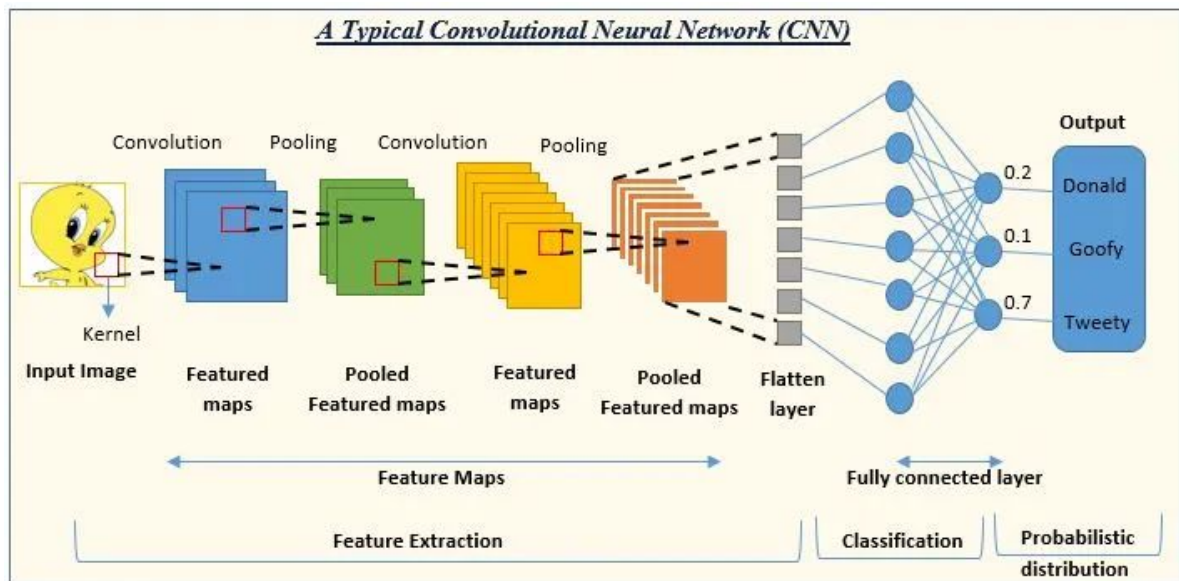 A Typical Convolutional Neural Network (CNN)
Convolution
Pooling
Convolution
Pooling
Output
0.2
Donald
0.1
Goofy
0.7
Tweety
Kernel
Input Image
Featured
maps
Pooled
Featured maps
Featured
maps
Pooled
Featured maps
Flatten
layer
Feature Maps
Fully connected layer
Feature Extraction
Classification
Probabilistic
distribution